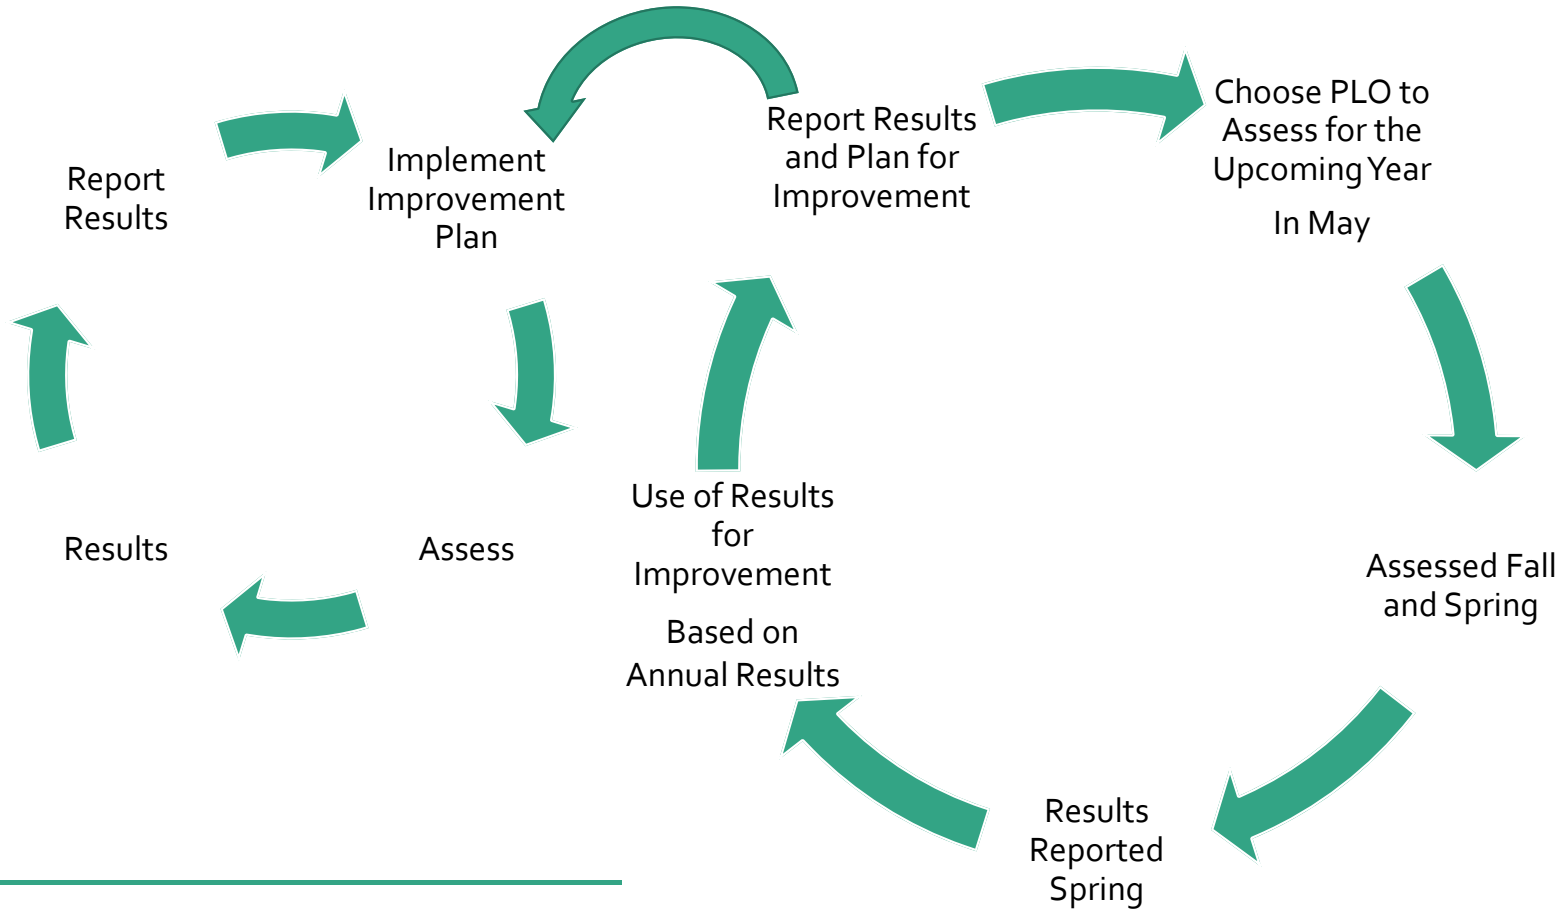 Report
Results
Implement
Improvement
Plan
Assess
Results
Report Results
and Plan for
Improvement
Choose PLO to
Assess for the
Upcoming Year
In May
Assessed Fall
and Spring
Results
Reported
Spring
Use of Results
for
Improvement
Based on
Annual Results